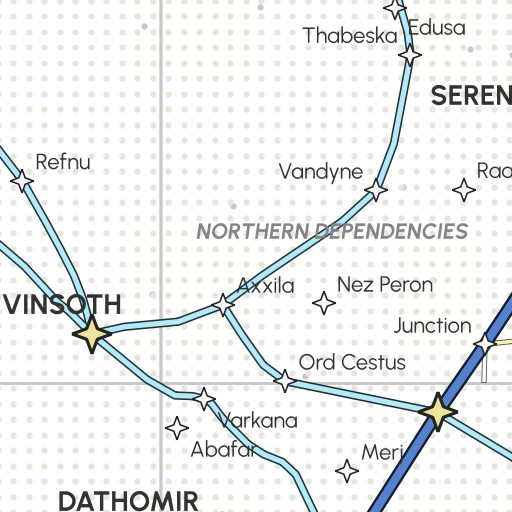 Edusa
Thabeska
SEREN
Refnu
Vandyne
Raa
NORTHERN DEPENDENCIES
Axxila
Nez Peron
VINSOTH
Junction
Ord Cestus
Varkana
Abafar
Meri
DATHOMIR